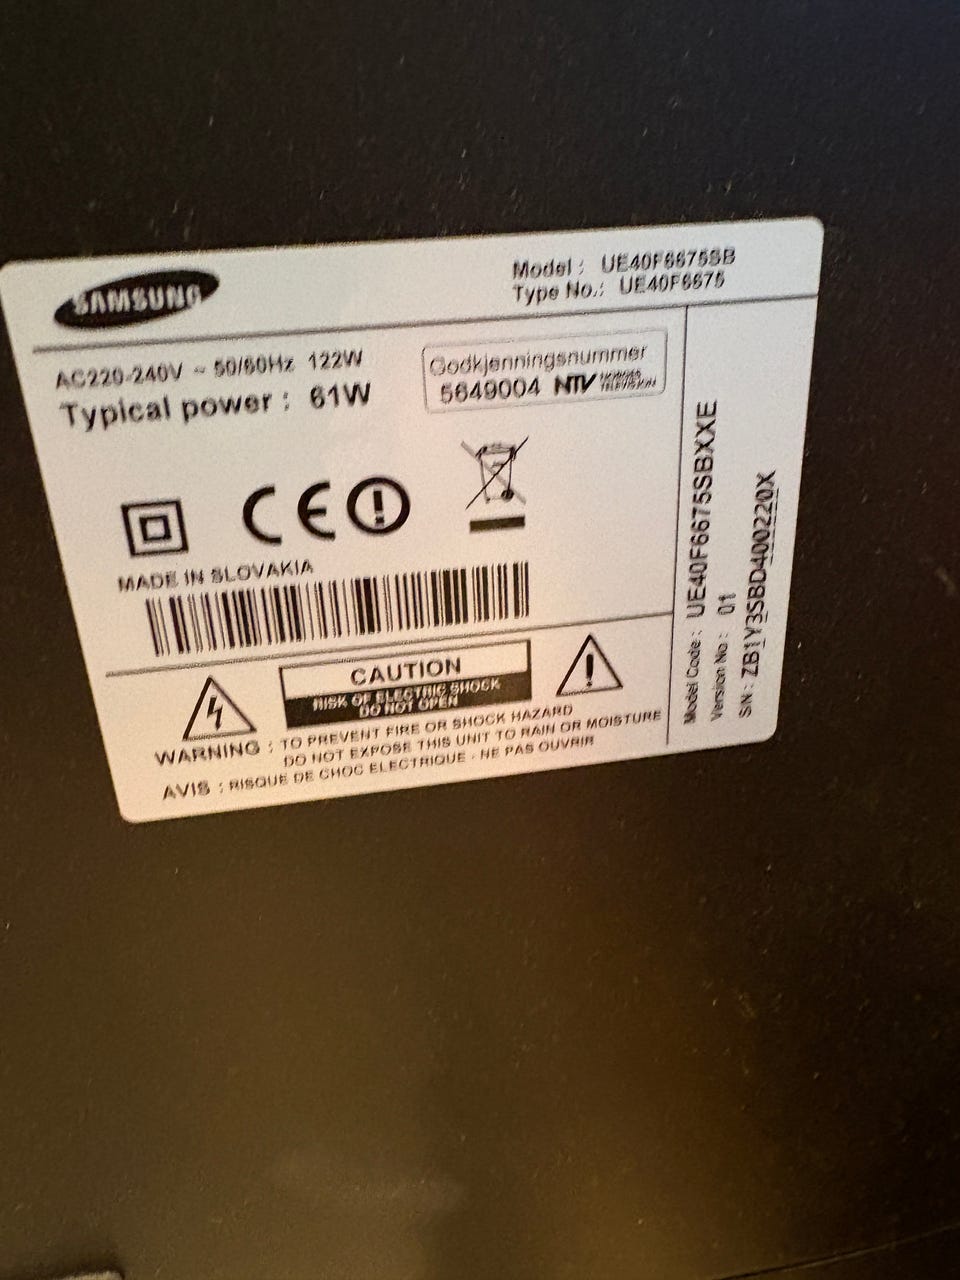 SAMSUNG
Model : UE40F6675SB
Type No.: UE40F6675
AC220-240V ~ 50/60Hz 122W
Typical power : 61W
Godkjenningsnummer
5649004 NTV NORGES TELEVISJON
MADE IN SLOVAKIA
CAUTION
RISK OF ELECTRIC SHOCK
DO NOT OPEN
WARNING : TO PREVENT FIRE OR SHOCK HAZARD
DO NOT EXPOSE THIS UNIT TO RAIN OR MOISTURE
AVIS : RISQUE DE CHOC ELECTRIQUE - NE PAS OUVRIR
Model Code : UE40F6675SBXXE
Version No : 01
S/N : ZB1Y3SBD400220X